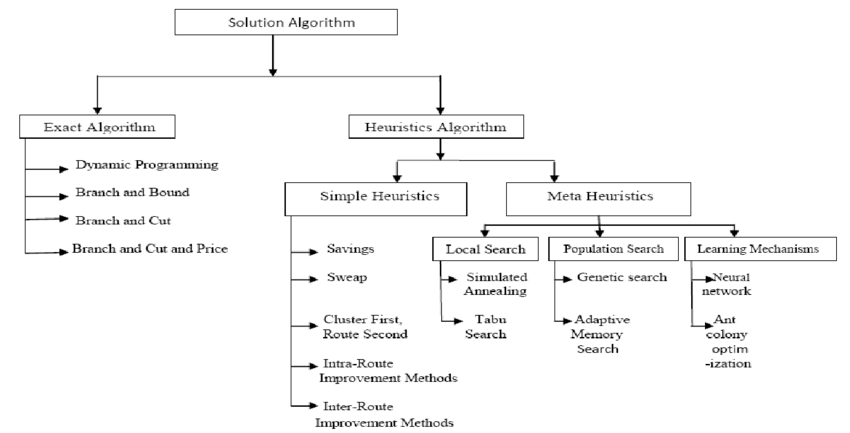 Solution Algorithm
Exact Algorithm
Heuristics Algorithm
Dynamic Programming
Branch and Bound
Branch and Cut
Branch and Cut and Price
Simple Heuristics
Meta Heuristics
Savings
Sweap
Cluster First,
Route Second
Intra-Route
Improvement Methods
Inter-Route
Improvement Methods
Local Search
Population Search
Learning Mechanisms
Simulated
Annealing
Tabu
Search
Genetic search
Adaptive
Memory
Search
Neural
network
Ant
colony
optim
-ization